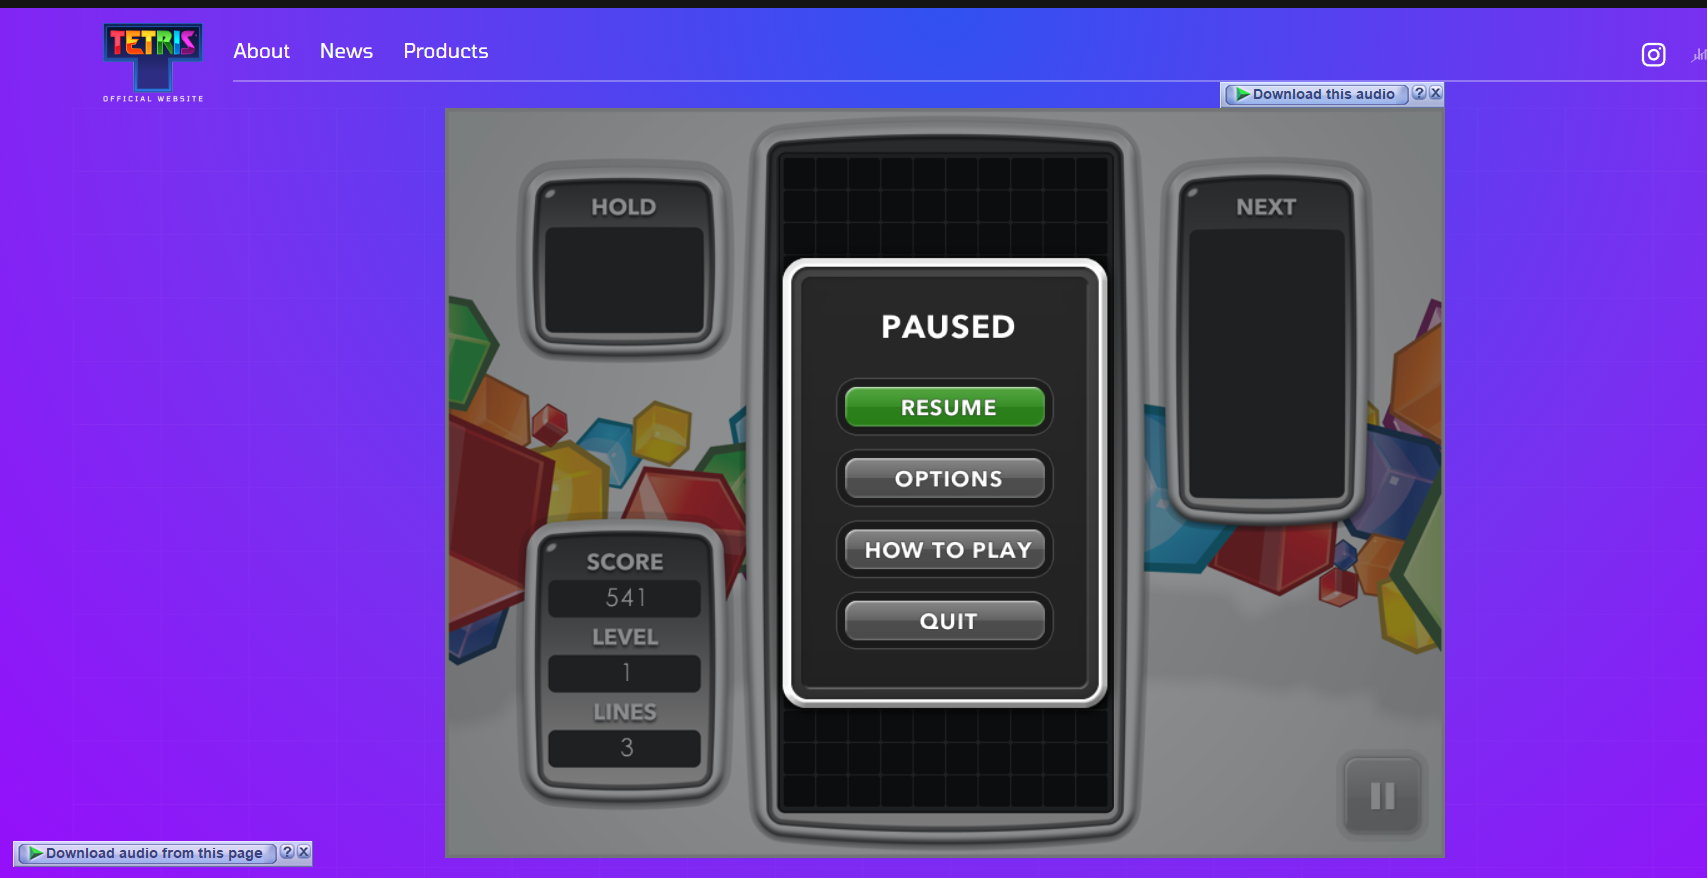 TETRIS
OFFICIAL WEBSITE
About News Products
Download this audio ? X
HOLD
NEXT
PAUSED
RESUME
OPTIONS
HOW TO PLAY
QUIT
SCORE
541
LEVEL
1
LINES
3
Download audio from this page ? X